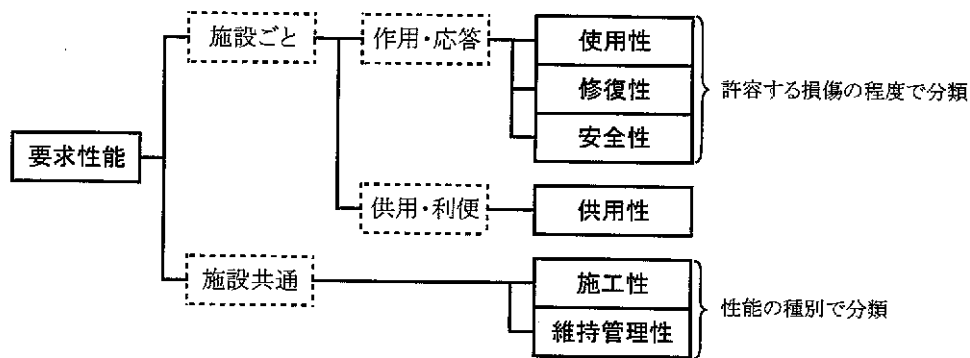 施設ごと
作用・応答
使用性
修復性
安全性
許容する損傷の程度で分類
要求性能
供用・利便
供用性
施設共通
施工性
維持管理性
性能の種別で分類